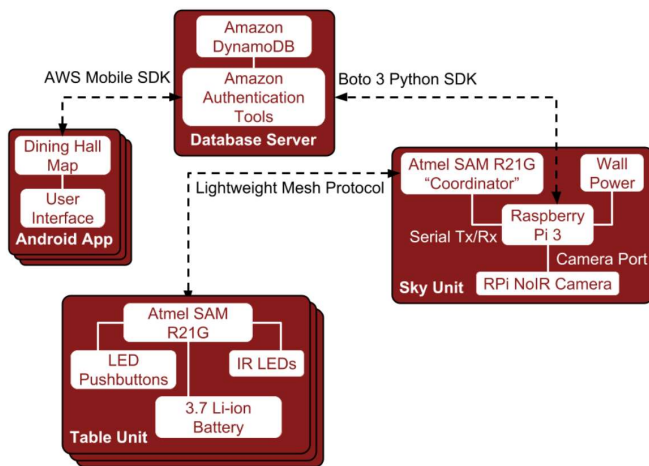 Amazon
DynamoDB
Amazon
Authentication
Tools
Database Server
AWS Mobile SDK
Boto 3 Python SDK
Dining Hall
Map
User
Interface
Android App
Lightweight Mesh Protocol
Atmel SAM R21G
“Coordinator”
Wall
Power
Serial Tx/Rx
Raspberry
Pi 3
Camera Port
Sky Unit
RPi NoIR Camera
Atmel SAM
R21G
LED
Pushbuttons
IR LEDs
3.7 Li-ion
Battery
Table Unit